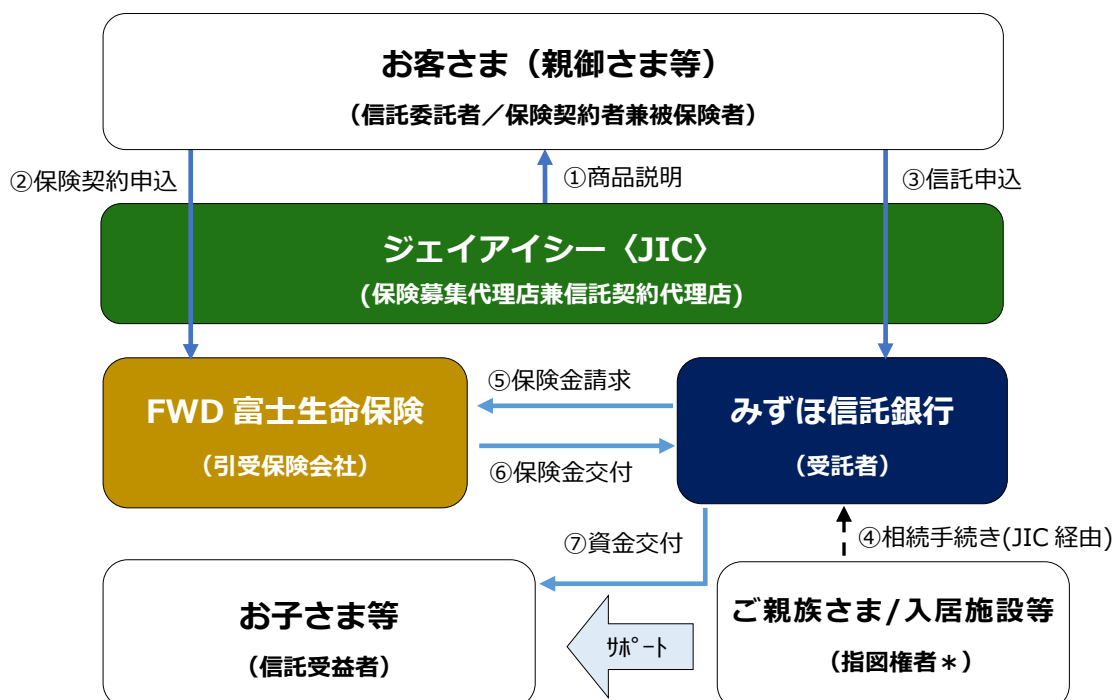 お客さま（親御さま等）
（信託委託者／保険契約者兼被保険者）
②保険契約申込
①商品説明
③信託申込
ジェイアイシー〈JIC〉
(保険募集代理店兼信託契約代理店)
FWD 富士生命保険
（引受保険会社）
⑤保険金請求
⑥保険金交付
みずほ信託銀行
（受託者）
⑦資金交付
④相続手続き(JIC 経由)
お子さま等
（信託受益者）
ｻﾎﾟｰﾄ
ご親族さま/入居施設等
（指図権者＊）